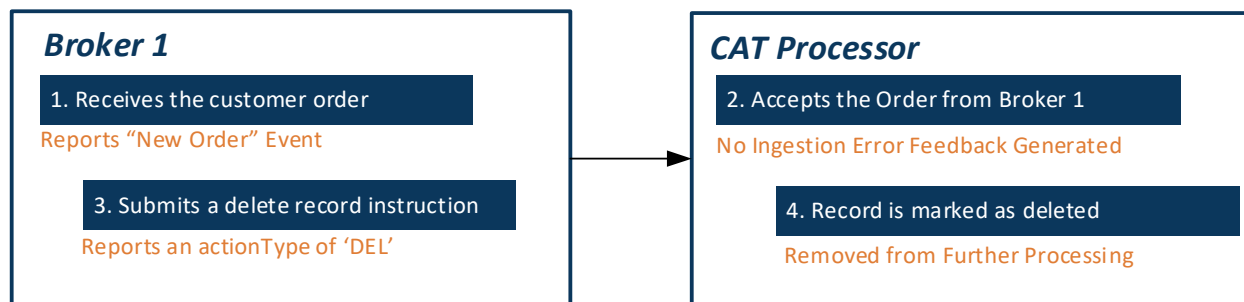 Broker 1
1. Receives the customer order
Reports “New Order” Event
3. Submits a delete record instruction
Reports an actionType of ‘DEL’
CAT Processor
2. Accepts the Order from Broker 1
No Ingestion Error Feedback Generated
4. Record is marked as deleted
Removed from Further Processing